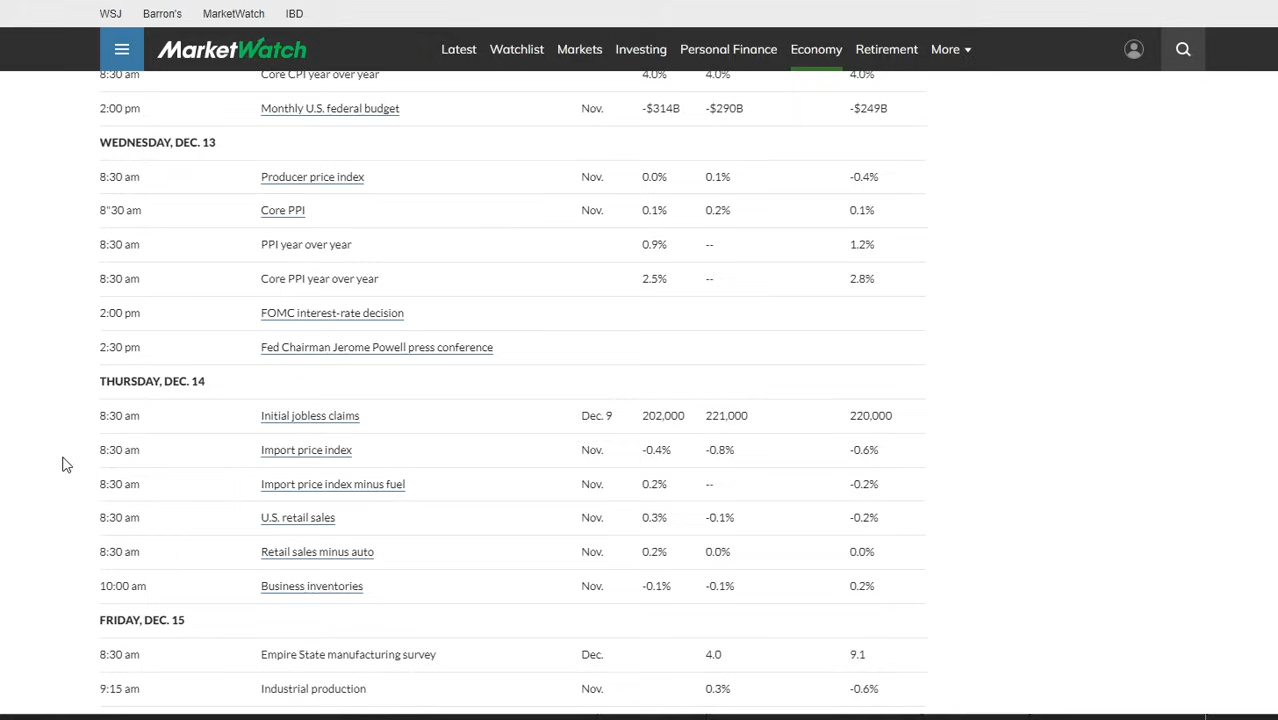 WSJ Barron's MarketWatch IBD
MarketWatch Latest Watchlist Markets Investing Personal Finance Economy Retirement More
8:30 am Core CPI year over year 4.0% 4.0% 4.0%
2:00 pm Monthly U.S. federal budget Nov. -$314B -$290B -$249B
WEDNESDAY, DEC. 13
8:30 am Producer price index Nov. 0.0% 0.1% -0.4%
8"30 am Core PPI Nov. 0.1% 0.2% 0.1%
8:30 am PPI year over year 0.9% -- 1.2%
8:30 am Core PPI year over year 2.5% -- 2.8%
2:00 pm FOMC interest-rate decision
2:30 pm Fed Chairman Jerome Powell press conference
THURSDAY, DEC. 14
8:30 am Initial jobless claims Dec. 9 202,000 221,000 220,000
8:30 am Import price index Nov. -0.4% -0.8% -0.6%
8:30 am Import price index minus fuel Nov. 0.2% -- -0.2%
8:30 am U.S. retail sales Nov. 0.3% -0.1% -0.2%
8:30 am Retail sales minus auto Nov. 0.2% 0.0% 0.0%
10:00 am Business inventories Nov. -0.1% -0.1% 0.2%
FRIDAY, DEC. 15
8:30 am Empire State manufacturing survey Dec. 4.0 9.1
9:15 am Industrial production Nov. 0.3% -0.6%